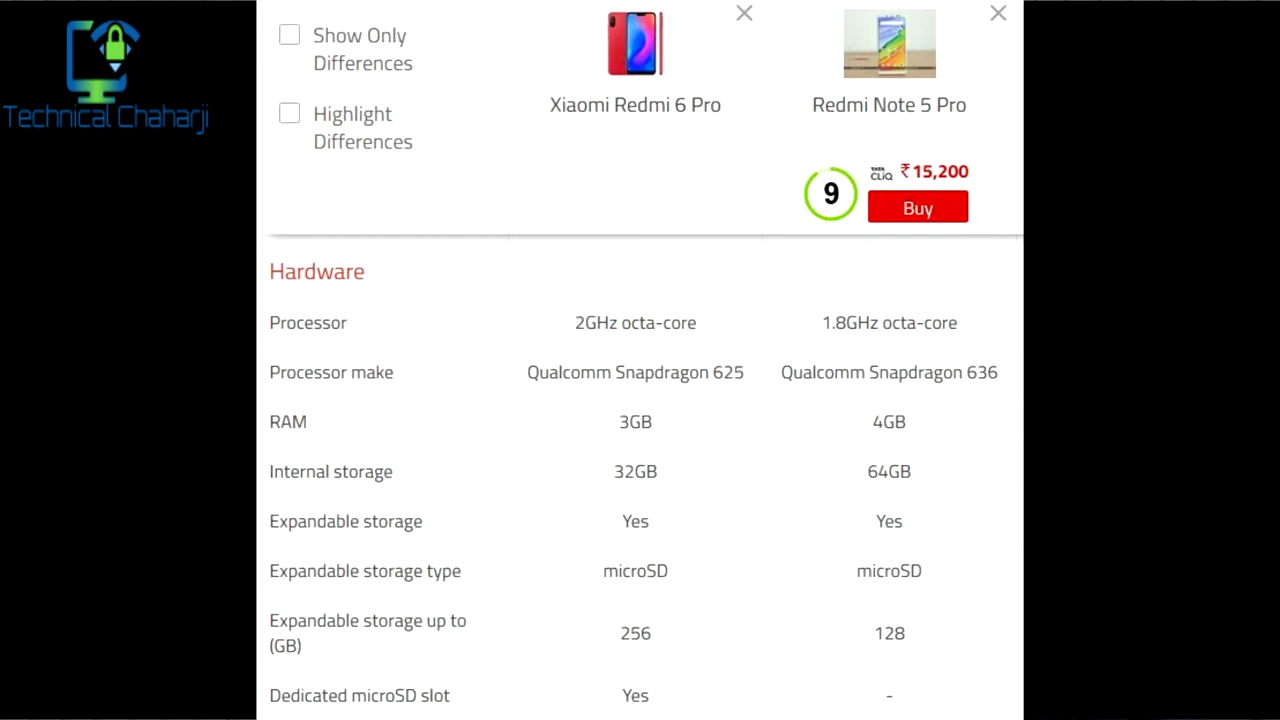 Technical Chaharji
Show Only
Differences
Highlight
Differences
Xiaomi Redmi 6 Pro
Redmi Note 5 Pro
9
TATA
CLiQ
₹15,200
Buy
Hardware
Processor 2GHz octa-core 1.8GHz octa-core
Processor make Qualcomm Snapdragon 625 Qualcomm Snapdragon 636
RAM 3GB 4GB
Internal storage 32GB 64GB
Expandable storage Yes Yes
Expandable storage type microSD microSD
Expandable storage up to
(GB) 256 128
Dedicated microSD slot Yes -